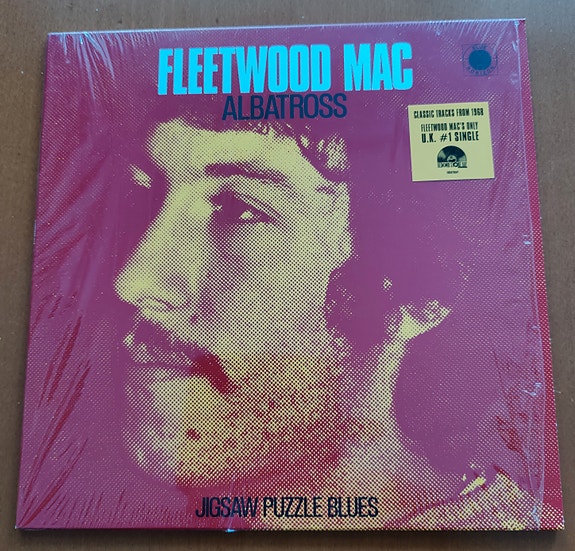 FLEETWOOD MAC
ALBATROSS
CLASSIC TRACKS FROM 1968
FLEETWOOD MAC'S ONLY
U.K. #1 SINGLE
JIGSAW PUZZLE BLUES